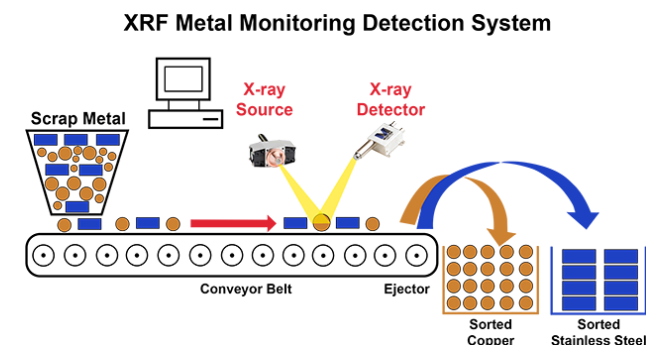 XRF Metal Monitoring Detection System
X-ray
Source
X-ray
Detector
Scrap Metal
Conveyor Belt
Ejector
Sorted
Copper
Sorted
Stainless Steel